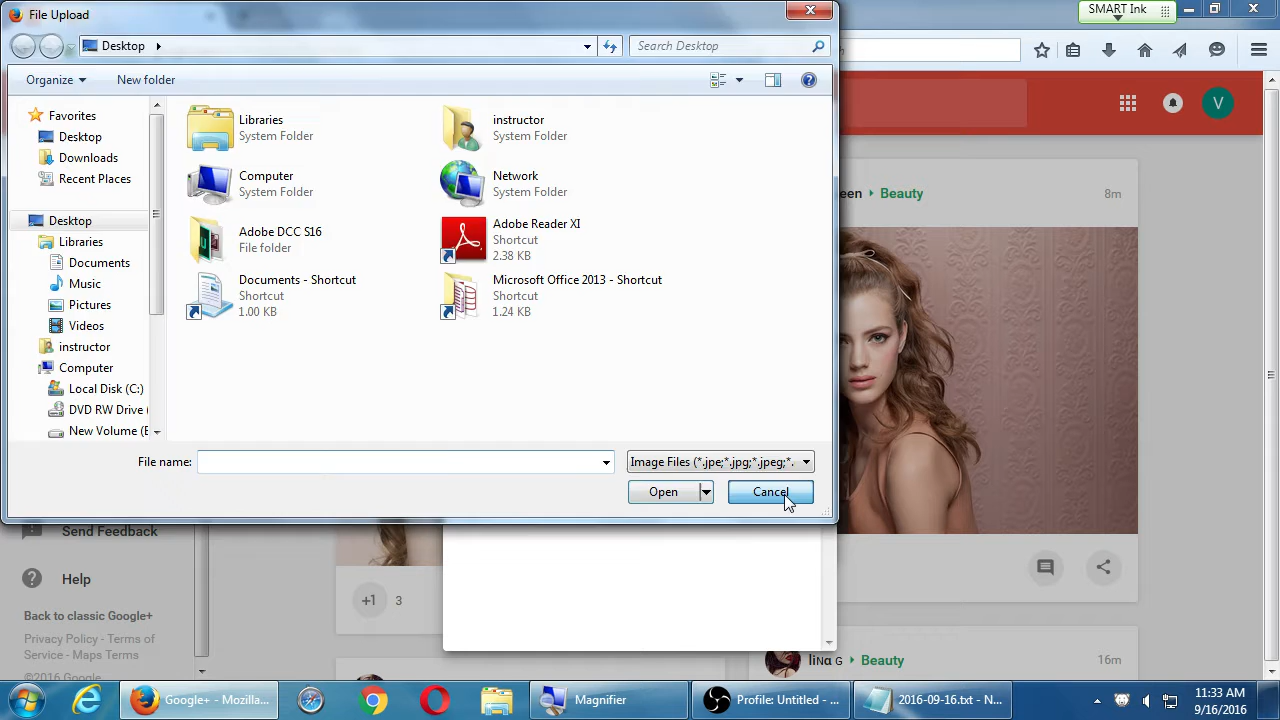 File Upload
SMART Ink
Desktop
Search Desktop
Organize
New folder
Favorites
Desktop
Downloads
Recent Places
Desktop
Libraries
Documents
Music
Pictures
Videos
instructor
Computer
Local Disk (C:)
DVD RW Drive (
New Volume (E
Libraries
System Folder
instructor
System Folder
Computer
System Folder
Network
System Folder
Adobe DCC S16
File folder
Adobe Reader XI
Shortcut
2.38 KB
Documents - Shortcut
Shortcut
1.00 KB
Microsoft Office 2013 - Shortcut
Shortcut
1.24 KB
File name:
Image Files (*.jpe;*.jpg;*.jpeg;*.
Open
Cancel
V
een
Beauty
8m
Send Feedback
Help
Back to classic Google+
Privacy Policy - Terms of
Service - Maps Terms
©2016 Google
+1
3
liNα G
Beauty
16m
Google+ - Mozilla...
Magnifier
Profile: Untitled - ...
2016-09-16.txt - N...
11:33 AM
9/16/2016